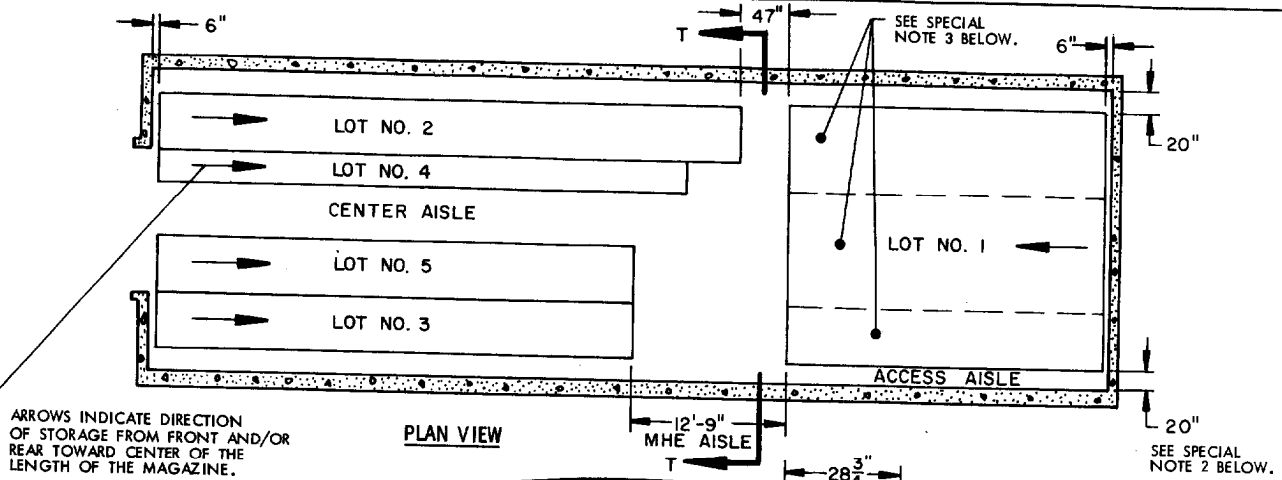 6"
47"
T
SEE SPECIAL
NOTE 3 BELOW.
6"
20"
LOT NO. 2
LOT NO. 4
CENTER AISLE
LOT NO. 1
LOT NO. 5
LOT NO. 3
ACCESS AISLE
ARROWS INDICATE DIRECTION
OF STORAGE FROM FRONT AND/OR
REAR TOWARD CENTER OF THE
LENGTH OF THE MAGAZINE.
PLAN VIEW
12'-9"
MHE AISLE
T
20"
SEE SPECIAL
NOTE 2 BELOW.